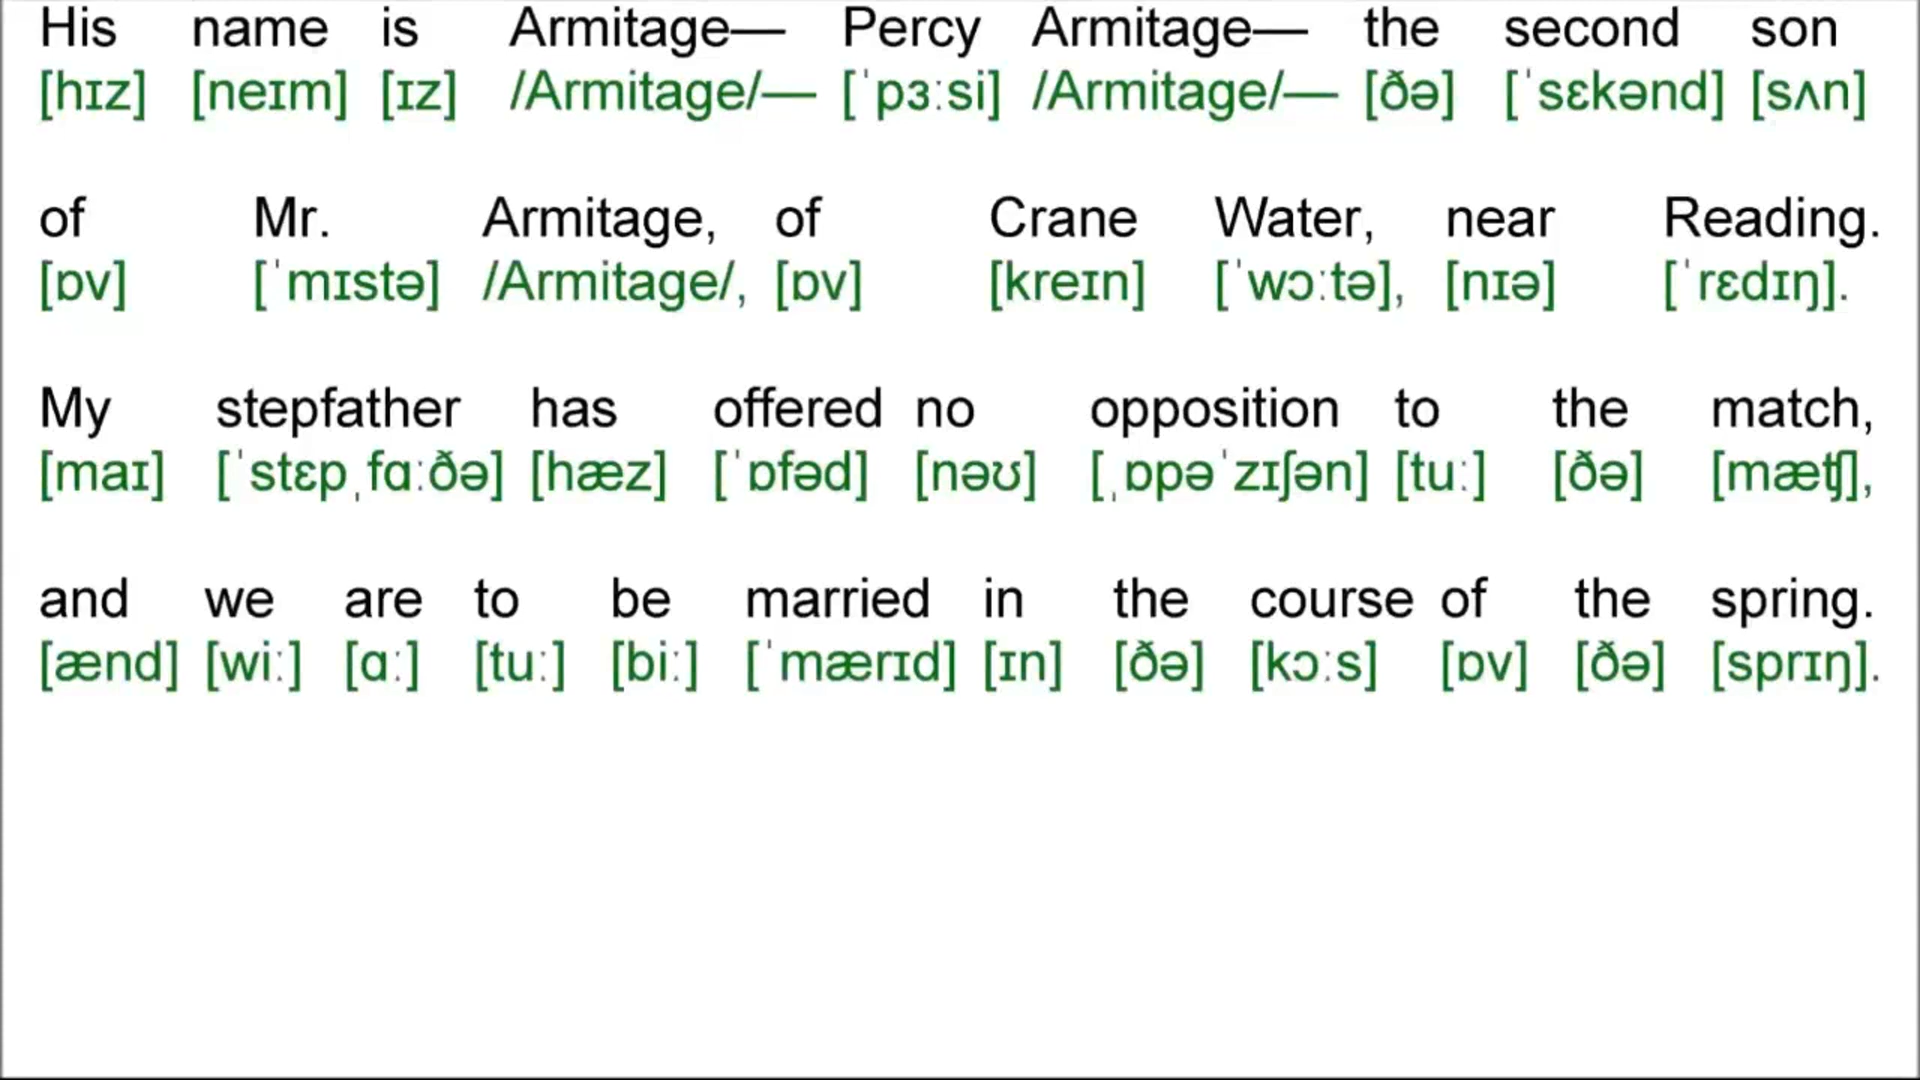 His name is Armitage— Percy Armitage— the second son
[hɪz] [neɪm] [ɪz] /Armitage/— [ˈpɜːsi] /Armitage/— [ðə] [ˈsɛkənd] [sʌn]
of Mr. Armitage, of Crane Water, near Reading.
[ɒv] [ˈmɪstə] /Armitage/, [ɒv] [kreɪn] [ˈwɔːtə], [nɪə] [ˈrɛdɪŋ].
My stepfather has offered no opposition to the match,
[maɪ] [ˈstɛpˌfɑːðə] [hæz] [ˈɒfəd] [nəʊ] [ˌɒpəˈzɪʃən] [tuː] [ðə] [mæʧ],
and we are to be married in the course of the spring.
[ænd] [wiː] [ɑː] [tuː] [biː] [ˈmærɪd] [ɪn] [ðə] [kɔːs] [ɒv] [ðə] [sprɪŋ].